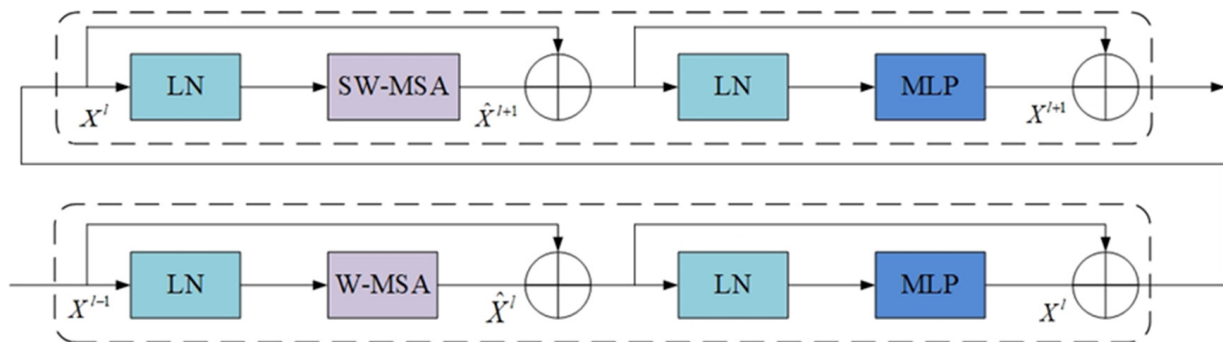 LN SW-MSA LN MLP
X^l X̂^{l+1} X^{l+1}
LN W-MSA LN MLP
X^{l-1} X̂^l X^l